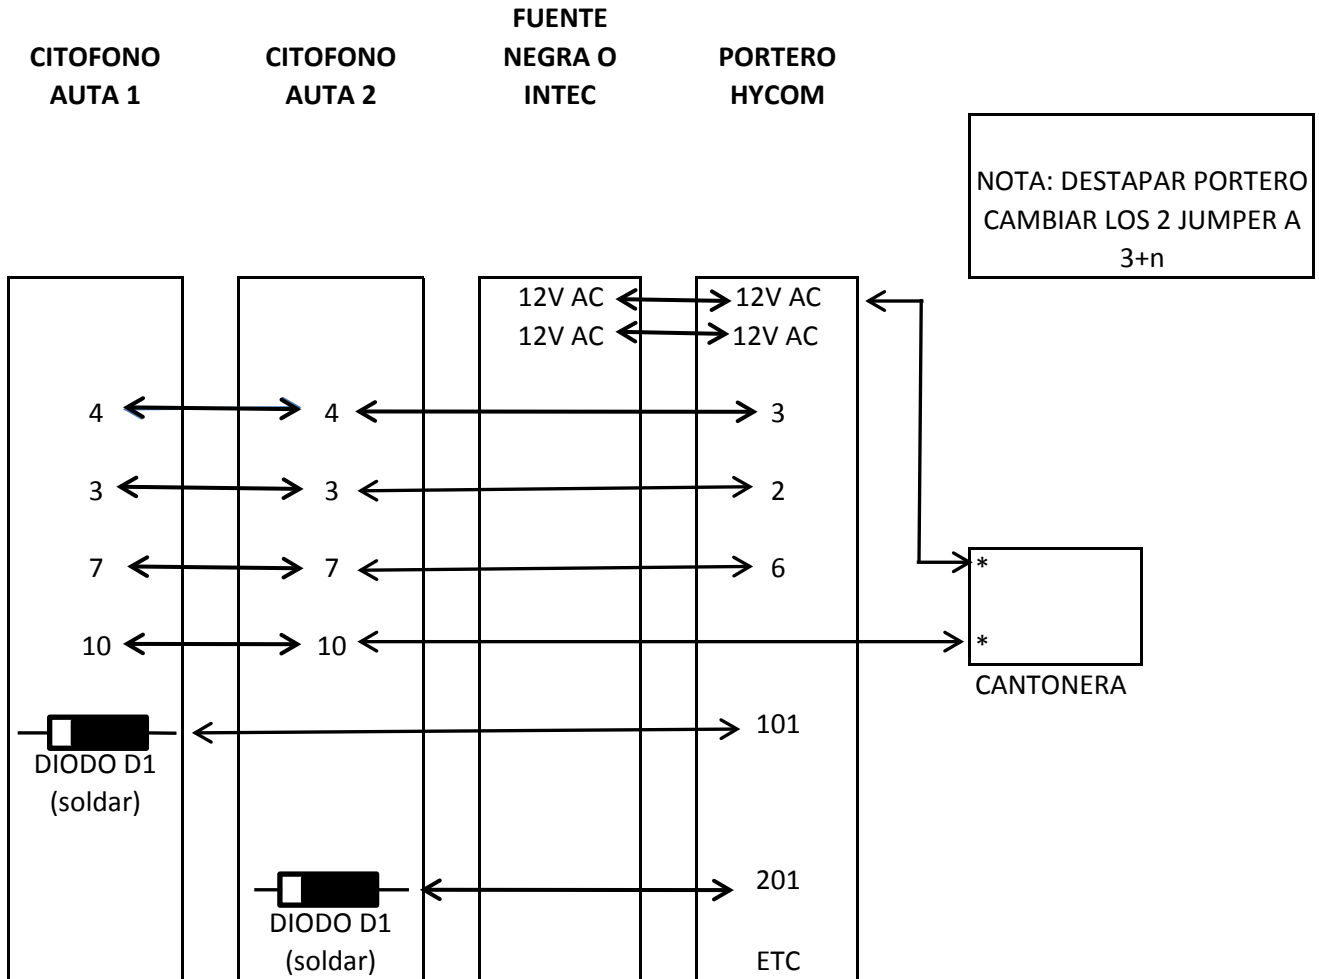 FUENTE
CITOFONO CITOFONO NEGRA O PORTERO
AUTA 1 AUTA 2 INTEC HYCOM
NOTA: DESTAPAR PORTERO
CAMBIAR LOS 2 JUMPER A
3+n
12V AC 12V AC
12V AC 12V AC
4 4 3
3 3 2
7 7 6
*
10 10 *
CANTONERA
101
DIODO D1
(soldar)
201
DIODO D1
(soldar) ETC